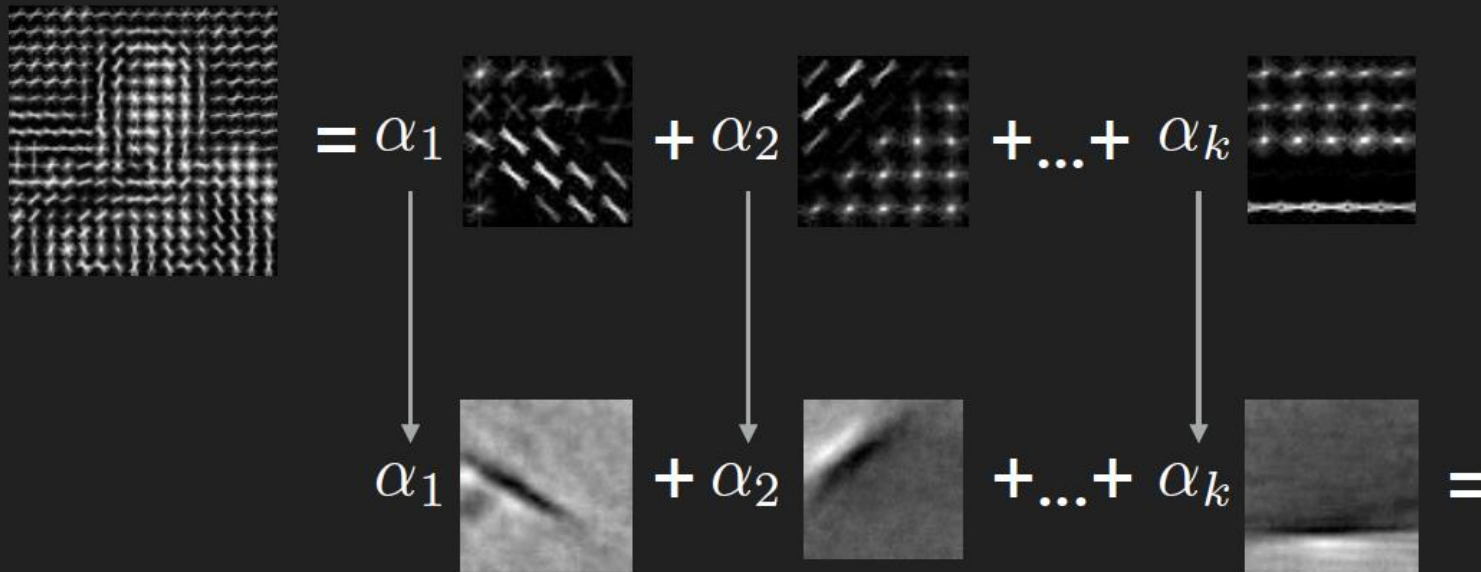 = α₁ + α₂ +...+ αₖ
α₁ + α₂ +...+ αₖ =